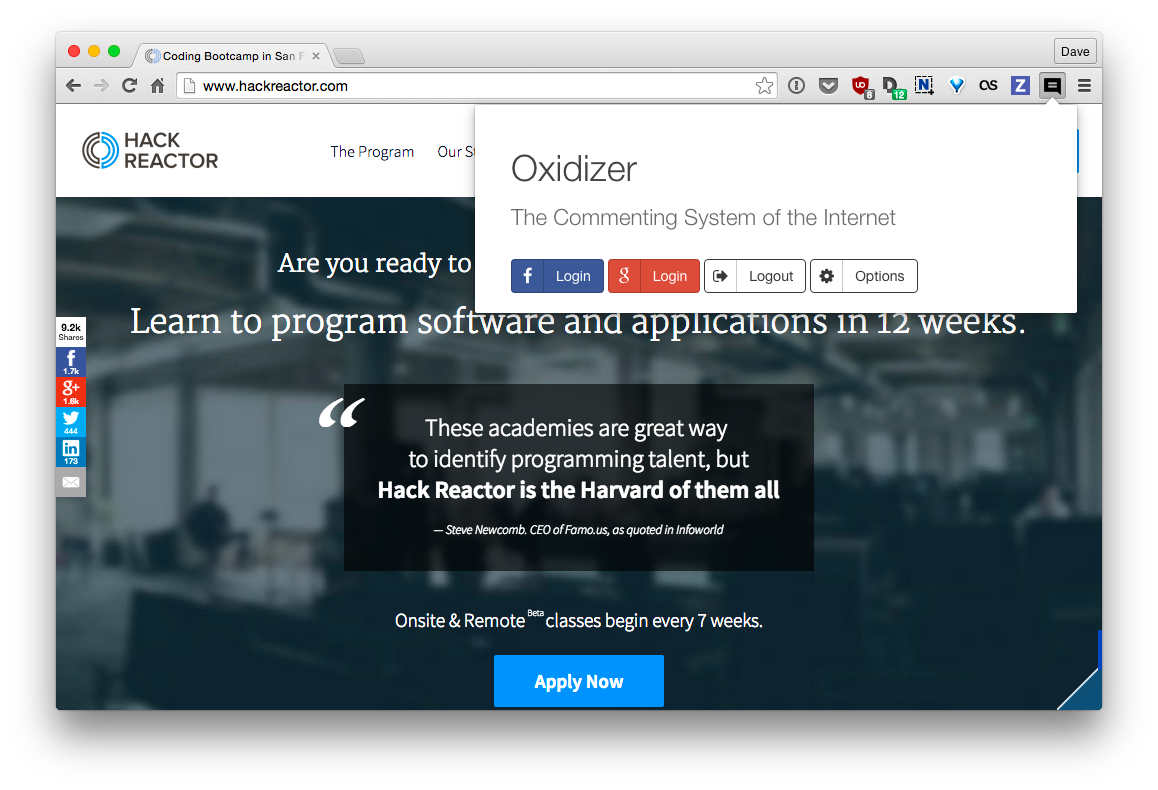 Coding Bootcamp in San F
Dave
www.hackreactor.com
8
D
12
N
Z
HACK
REACTOR
The Program
Our St
Oxidizer
The Commenting System of the Internet
f Login
g Login
Logout
Options
Are you ready to
Learn to program software and applications in 12 weeks.
9.2k
Shares
f
1.7k
g+
1.6k
444
in
173
“
These academies are great way
to identify programming talent, but
Hack Reactor is the Harvard of them all
— Steve Newcomb. CEO of Famo.us, as quoted in Infoworld
Onsite & Remote Beta classes begin every 7 weeks.
Apply Now